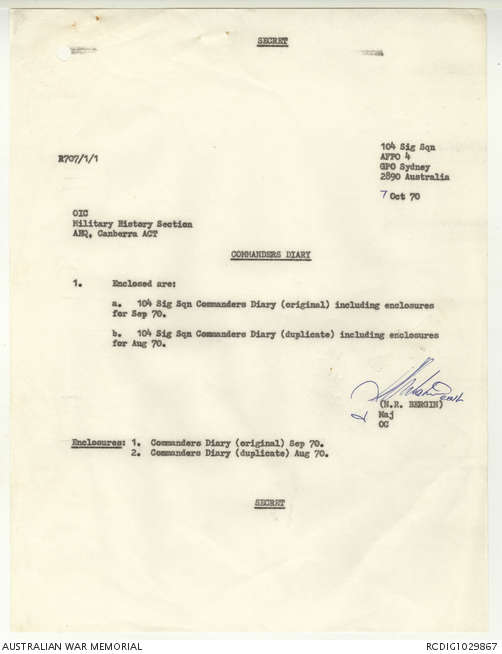 SECRET
104 Sig Sqn
R707/1/1
AFPO 4
GPO Sydney
2890 Australia
7 Oct 70
OIC
Military History Section
AHQ, Canberra ACT
COMMANDERS DIARY
1. Enclosed are:
a. 104 Sig Sqn Commanders Diary (original) including enclosures
for Sep 70.
b. 104 Sig Sqn Commanders Diary (duplicate) including enclosures
for Aug 70.
(N.R. BERGIN)
Maj
OC
Enclosures: 1. Commanders Diary (original) Sep 70.
2. Commanders Diary (duplicate) Aug 70.
SECRET
AUSTRALIAN WAR MEMORIAL
RCDIG1029867